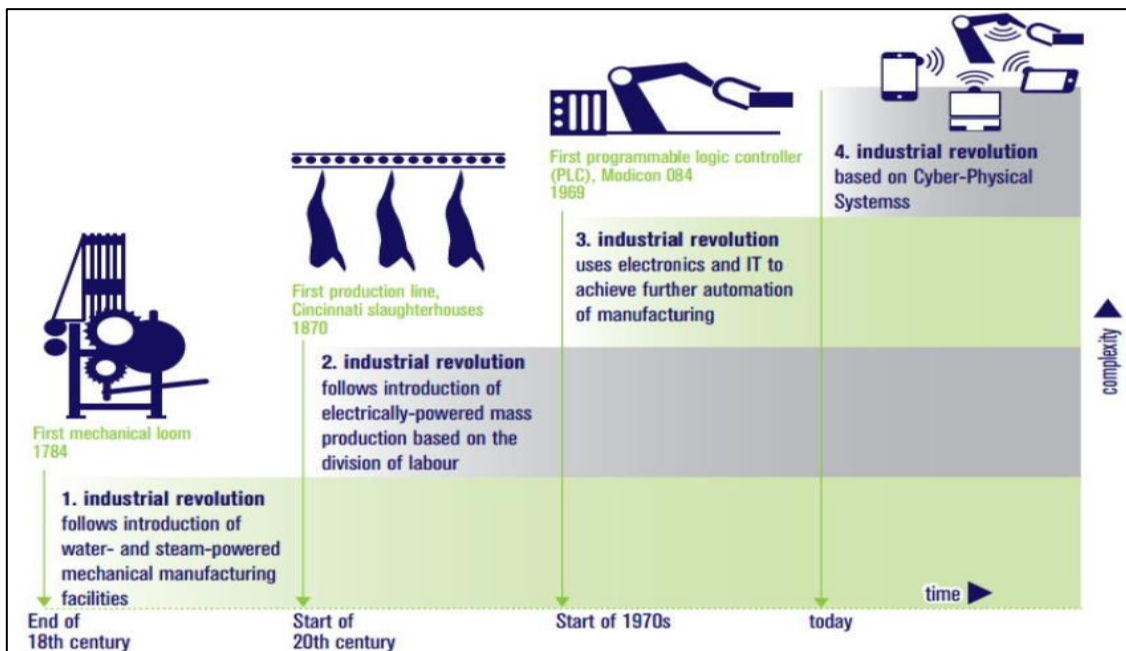 First mechanical loom
1784
1. industrial revolution
follows introduction of
water- and steam-powered
mechanical manufacturing
facilities
End of
18th century
First production line,
Cincinnati slaughterhouses
1870
2. industrial revolution
follows introduction of
electrically-powered mass
production based on the
division of labour
Start of
20th century
First programmable logic controller
(PLC), Modicon 084
1969
3. industrial revolution
uses electronics and IT to
achieve further automation
of manufacturing
Start of 1970s
4. industrial revolution
based on Cyber-Physical
Systemss
today
time
complexity